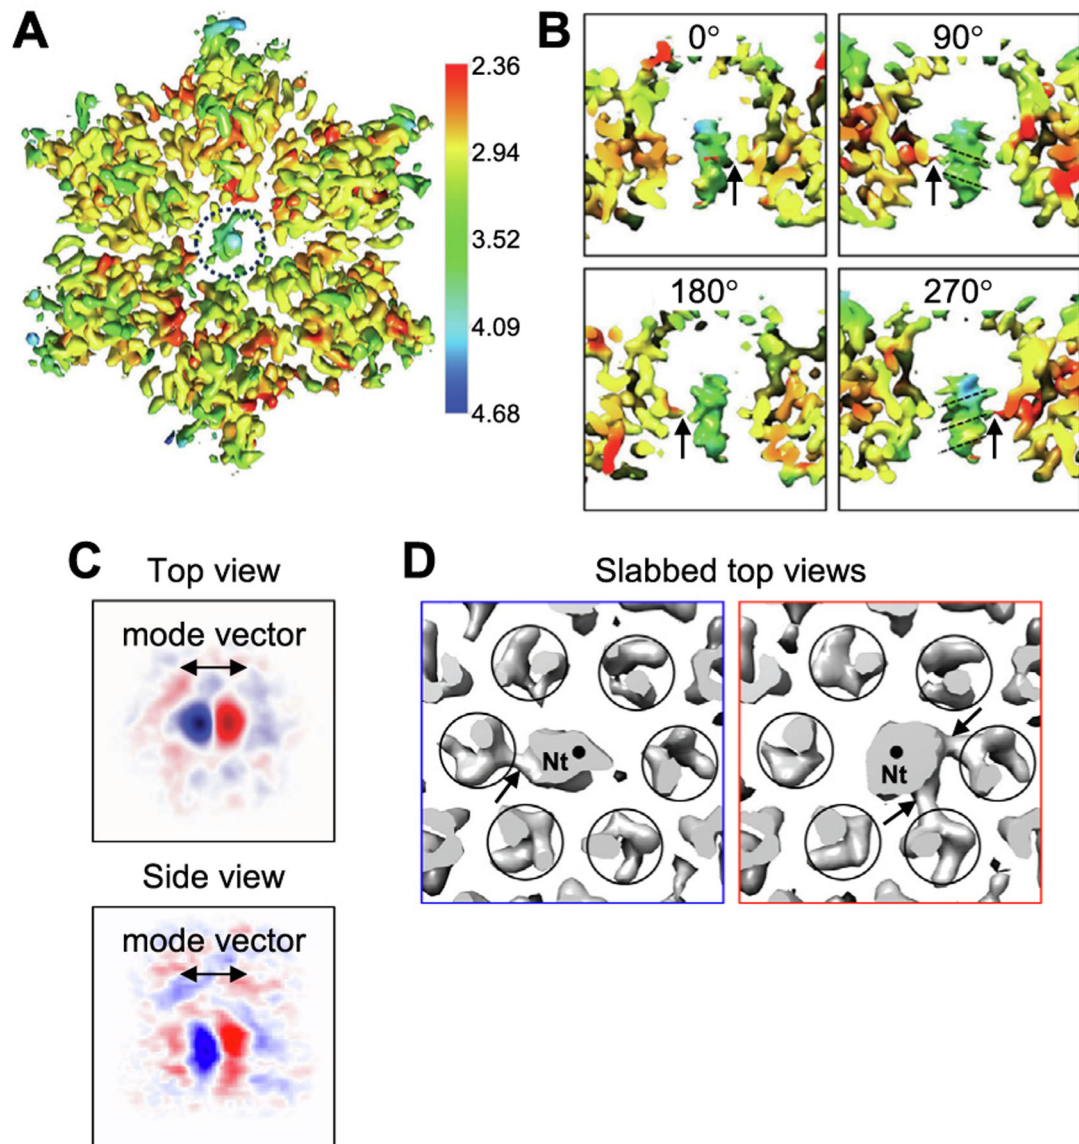 A
2.36
2.94
3.52
4.09
4.68
B
0°
90°
180°
270°
C
Top view
mode vector
Side view
mode vector
D
Slabbed top views
Nt
Nt